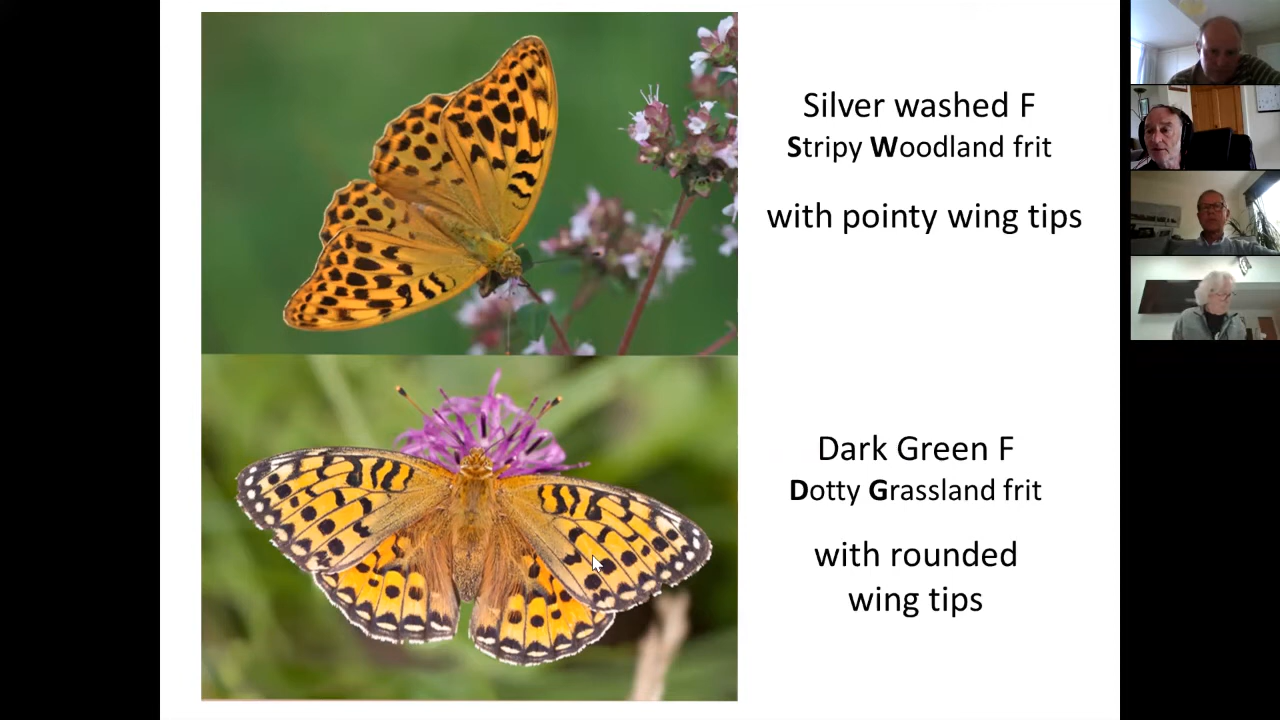 Silver washed F
Stripy Woodland frit
with pointy wing tips
Dark Green F
Dotty Grassland frit
with rounded
wing tips